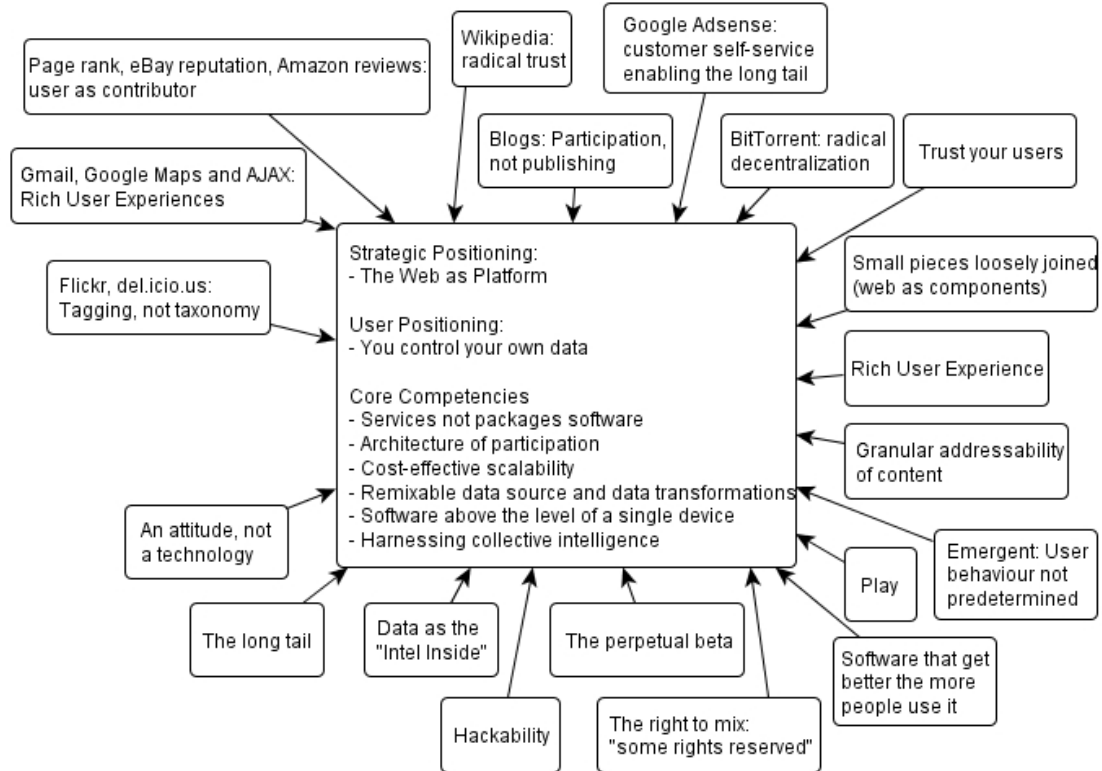 Page rank, eBay reputation, Amazon reviews:
user as contributor
Wikipedia:
radical trust
Google Adsense:
customer self-service
enabling the long tail
Blogs: Participation,
not publishing
BitTorrent: radical
decentralization
Trust your users
Gmail, Google Maps and AJAX:
Rich User Experiences
Flickr, del.icio.us:
Tagging, not taxonomy
Strategic Positioning:
- The Web as Platform
User Positioning:
- You control your own data
Core Competencies
- Services not packages software
- Architecture of participation
- Cost-effective scalability
- Remixable data source and data transformations
- Software above the level of a single device
- Harnessing collective intelligence
Small pieces loosely joined
(web as components)
Rich User Experience
Granular addressability
of content
Emergent: User
behaviour not
predetermined
Play
An attitude, not
a technology
The long tail
Data as the
"Intel Inside"
Hackability
The perpetual beta
The right to mix:
"some rights reserved"
Software that get
better the more
people use it